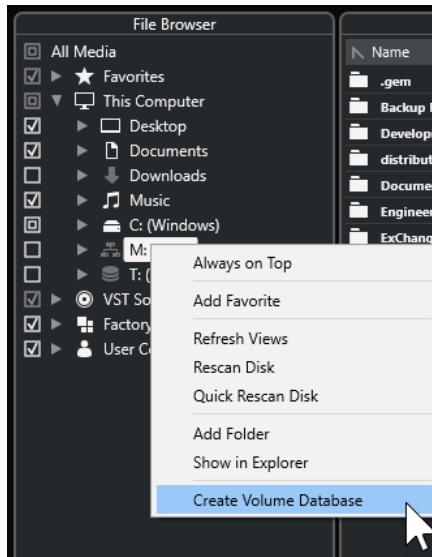 File Browser
All Media
Favorites
This Computer
Desktop
Documents
Downloads
Music
C: (Windows)
M:
T: (
VST So
Factory
User Co
Name
.gem
Backup
Develop
distribut
Docume
Engineer
ExChang
Always on Top
Add Favorite
Refresh Views
Rescan Disk
Quick Rescan Disk
Add Folder
Show in Explorer
Create Volume Database